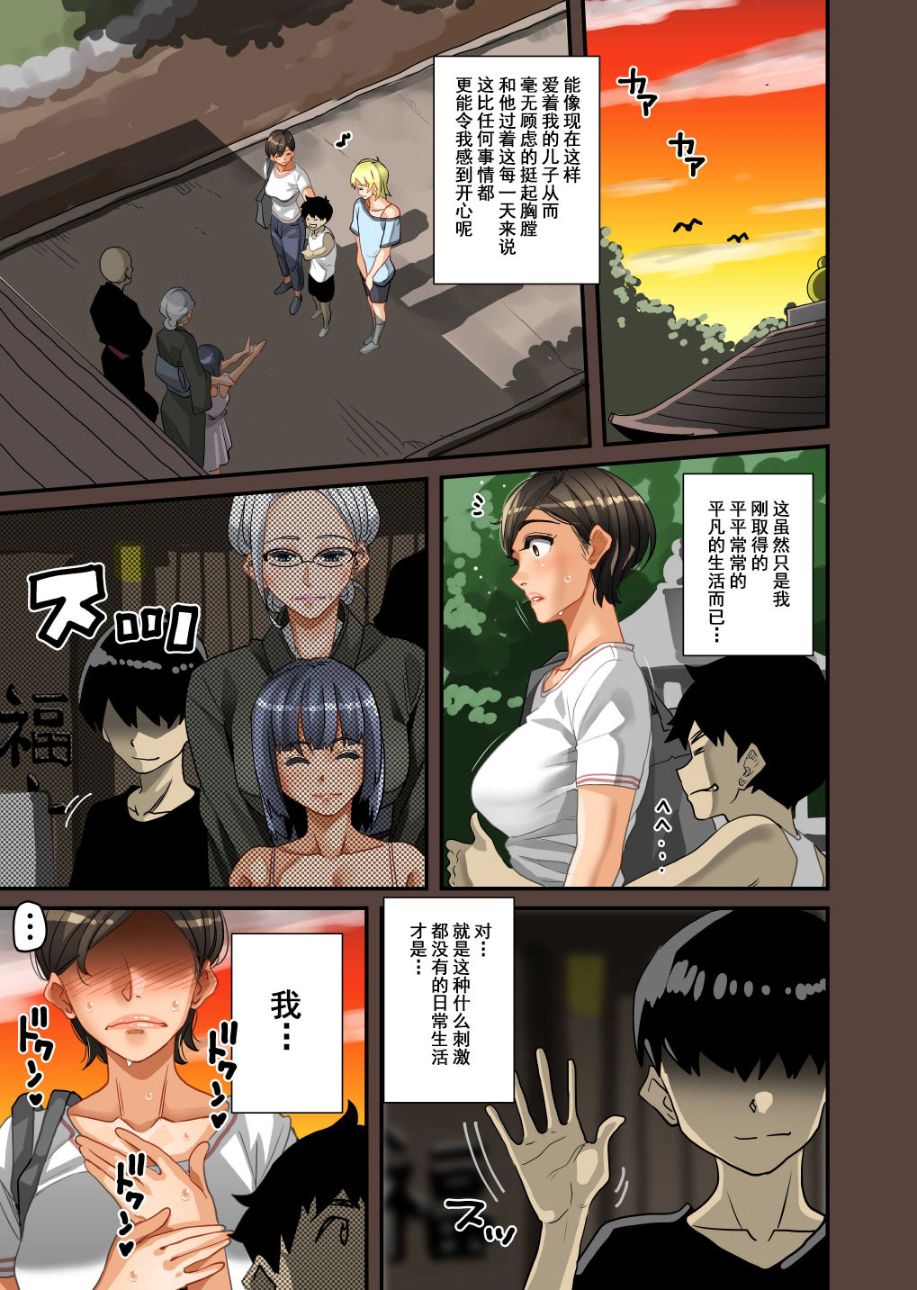 カァ
カァ
能像现在这样
爱着我的儿子从而
毫无顾虑的挺起胸膛
和他过着这每一天来说
这比任何事情都
更能令我感到开心呢
这虽然只是我
刚取得的
平平常常的
平凡的生活而已…
へへ…
ズロロロ
福
对…
就是这种什么刺激
都没有的日常生活
才是…
スッ
福
我…
…
ドクン♥
ドクン♥